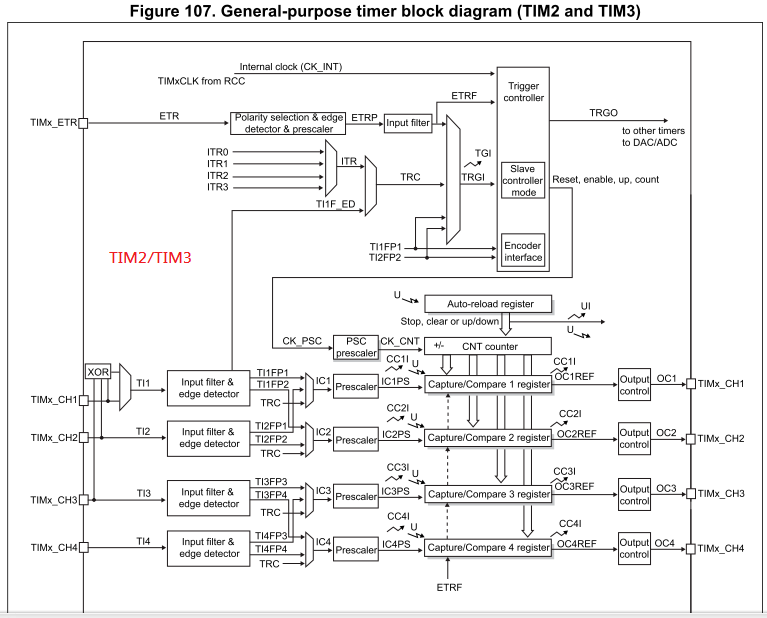 Figure 107. General-purpose timer block diagram (TIM2 and TIM3)
Internal clock (CK_INT)
TIMxCLK from RCC
Trigger
controller
ETRF
TIMx_ETR
ETR
Polarity selection & edge
detector & prescaler
ETRP
Input filter
TRGO
to other timers
to DAC/ADC
ITR0
ITR1
ITR2
ITR3
ITR
TRC
TGI
TRGI
Slave
controller
mode
Reset, enable, up, count
TI1F_ED
TI1FP1
TI2FP2
Encoder
interface
TIM2/TIM3
U
Auto-reload register
UI
Stop, clear or up/down
U
CK_PSC
PSC
prescaler
CK_CNT
+/-
CNT counter
XOR
TI1
Input filter &
edge detector
TI1FP1
TI1FP2
TRC
IC1
Prescaler
CC1I
U
IC1PS
Capture/Compare 1 register
CC1I
OC1REF
Output
control
OC1
TIMx_CH1
TIMx_CH1
TIMx_CH2
TI2
Input filter &
edge detector
TI2FP1
TI2FP2
TRC
IC2
Prescaler
CC2I
U
IC2PS
Capture/Compare 2 register
CC2I
OC2REF
Output
control
OC2
TIMx_CH2
TIMx_CH3
TI3
Input filter &
edge detector
TI3FP3
TI3FP4
TRC
IC3
Prescaler
CC3I
U
IC3PS
Capture/Compare 3 register
CC3I
OC3REF
Output
control
OC3
TIMx_CH3
TIMx_CH4
TI4
Input filter &
edge detector
TI4FP3
TI4FP4
TRC
IC4
Prescaler
CC4I
U
IC4PS
Capture/Compare 4 register
CC4I
OC4REF
Output
control
OC4
TIMx_CH4
ETRF